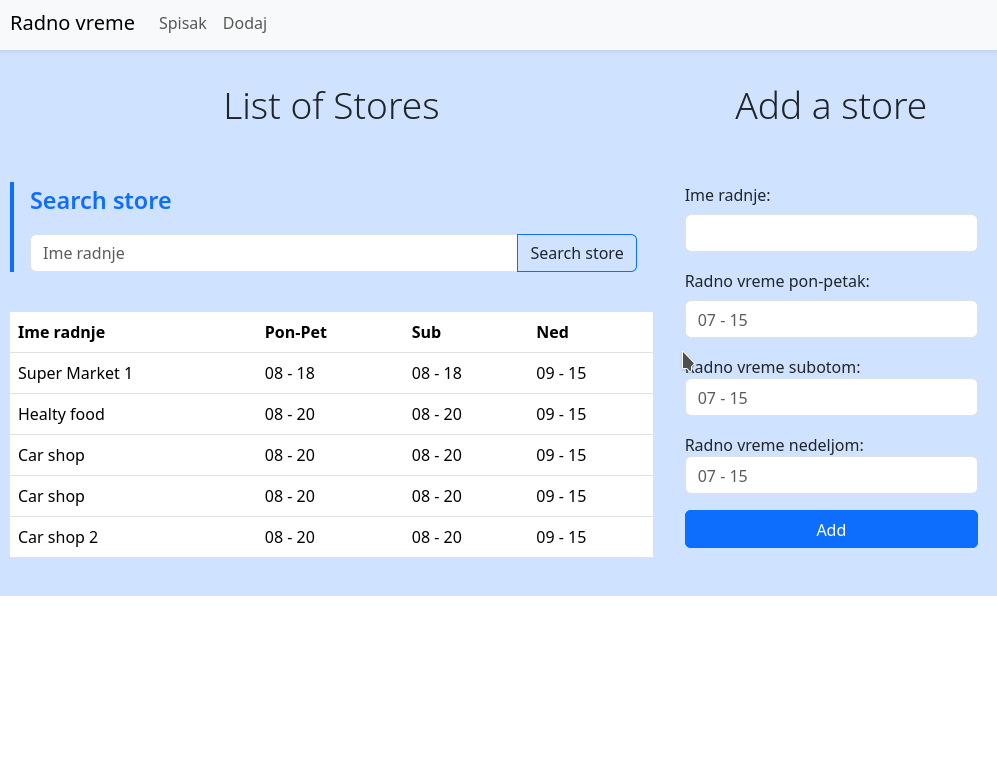 Radno vreme Spisak Dodaj
List of Stores
Search store
Ime radnje Search store
Ime radnje Pon-Pet Sub Ned
Super Market 1 08 - 18 08 - 18 09 - 15
Healty food 08 - 20 08 - 20 09 - 15
Car shop 08 - 20 08 - 20 09 - 15
Car shop 08 - 20 08 - 20 09 - 15
Car shop 2 08 - 20 08 - 20 09 - 15
Add a store
Ime radnje:
Radno vreme pon-petak:
07 - 15
Radno vreme subotom:
07 - 15
Radno vreme nedeljom:
07 - 15
Add